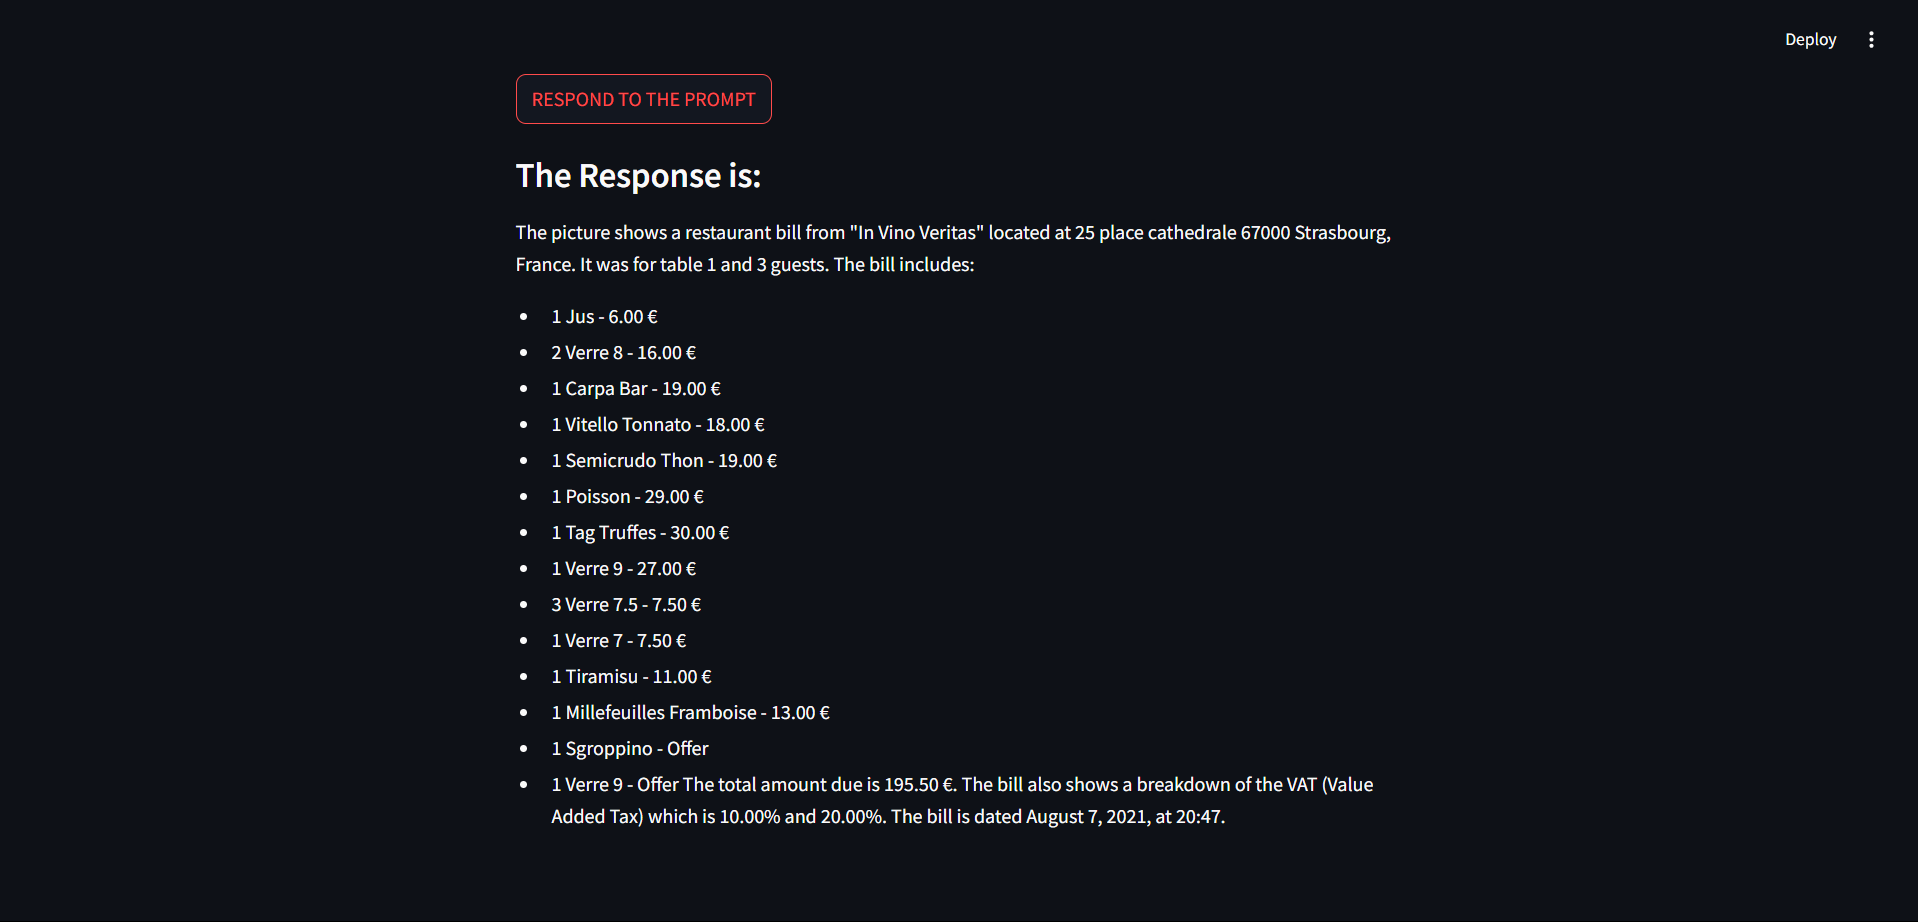 Deploy
RESPOND TO THE PROMPT
The Response is:
The picture shows a restaurant bill from "In Vino Veritas" located at 25 place cathedrale 67000 Strasbourg,
France. It was for table 1 and 3 guests. The bill includes:
• 1 Jus - 6.00 €
• 2 Verre 8 - 16.00 €
• 1 Carpa Bar - 19.00 €
• 1 Vitello Tonnato - 18.00 €
• 1 Semicrudo Thon - 19.00 €
• 1 Poisson - 29.00 €
• 1 Tag Truffes - 30.00 €
• 1 Verre 9 - 27.00 €
• 3 Verre 7.5 - 7.50 €
• 1 Verre 7 - 7.50 €
• 1 Tiramisu - 11.00 €
• 1 Millefeuilles Framboise - 13.00 €
• 1 Sgroppino - Offer
• 1 Verre 9 - Offer The total amount due is 195.50 €. The bill also shows a breakdown of the VAT (Value
Added Tax) which is 10.00% and 20.00%. The bill is dated August 7, 2021, at 20:47.